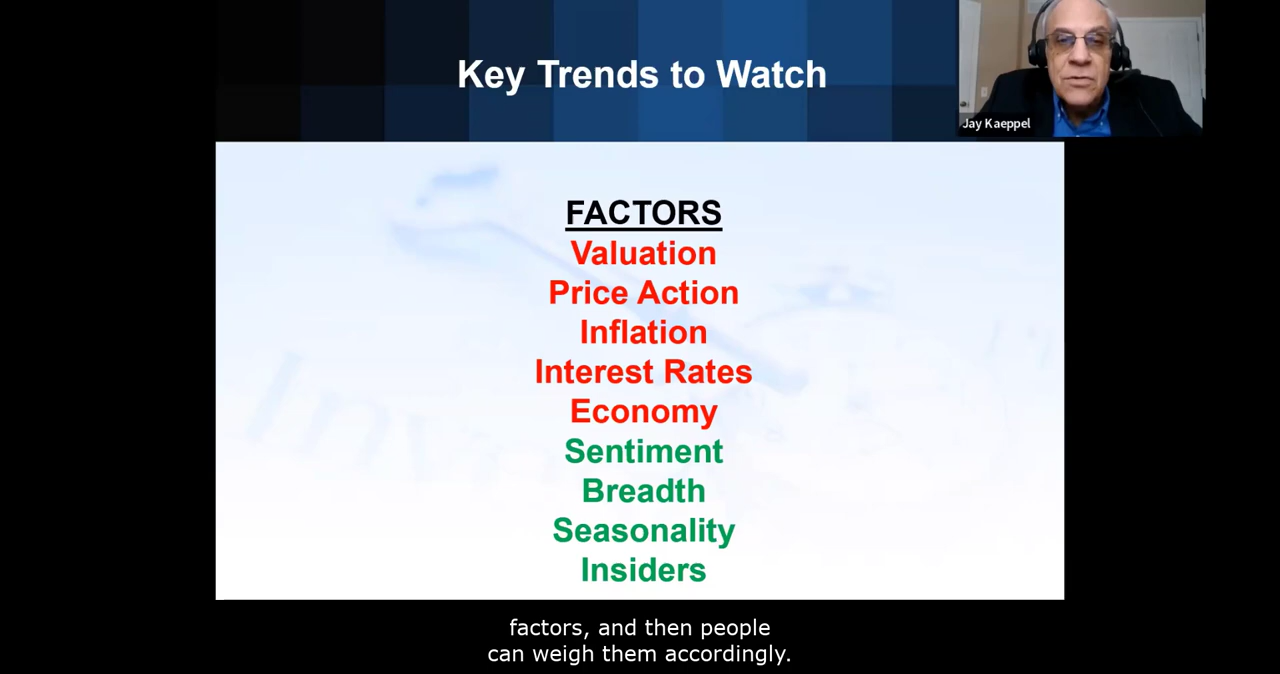 Key Trends to Watch
Jay Kaeppel
FACTORS
Valuation
Price Action
Inflation
Interest Rates
Economy
Sentiment
Breadth
Seasonality
Insiders
factors, and then people
can weigh them accordingly.